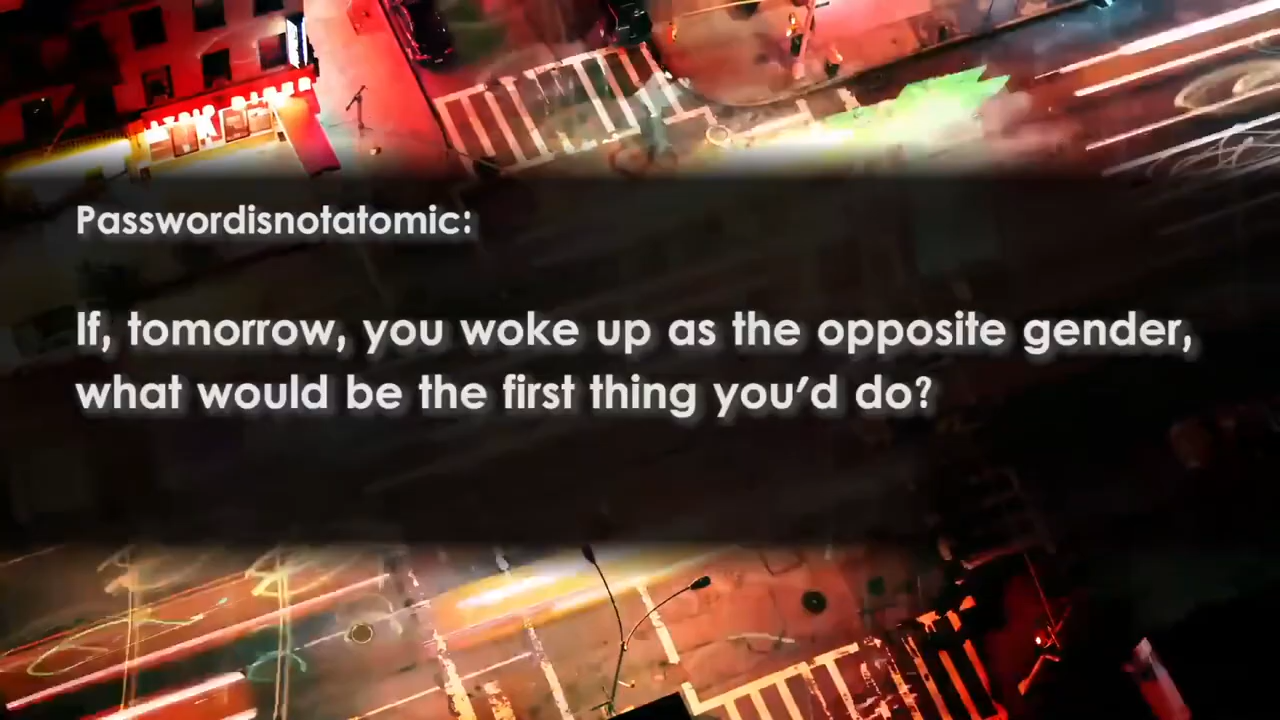 Passwordisnotatomic:
If, tomorrow, you woke up as the opposite gender,
what would be the first thing you'd do?